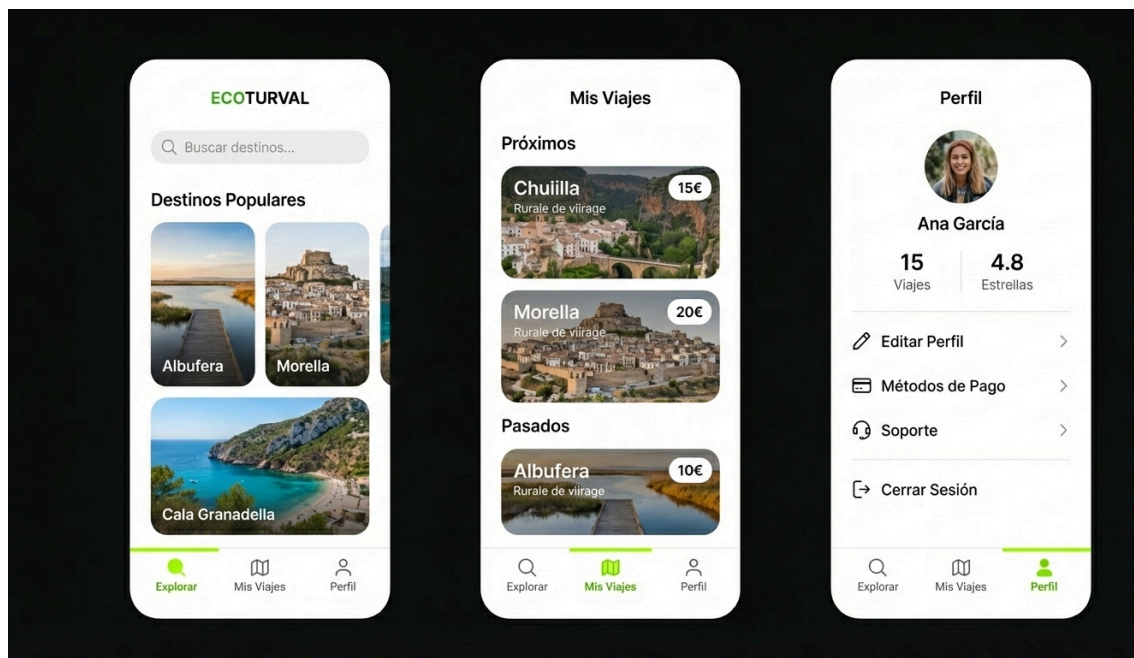 ECOTURVAL
Buscar destinos...
Destinos Populares
Albufera
Morella
Cala Granadella
Explorar
Mis Viajes
Perfil
Mis Viajes
Próximos
Chuiilla
15€
Rurale de viirage
Morella
20€
Rurale de viirage
Pasados
Albufera
10€
Rurale de viirage
Explorar
Mis Viajes
Perfil
Perfil
Ana García
15
Viajes
4.8
Estrellas
Editar Perfil
Métodos de Pago
Soporte
Cerrar Sesión
Explorar
Mis Viajes
Perfil